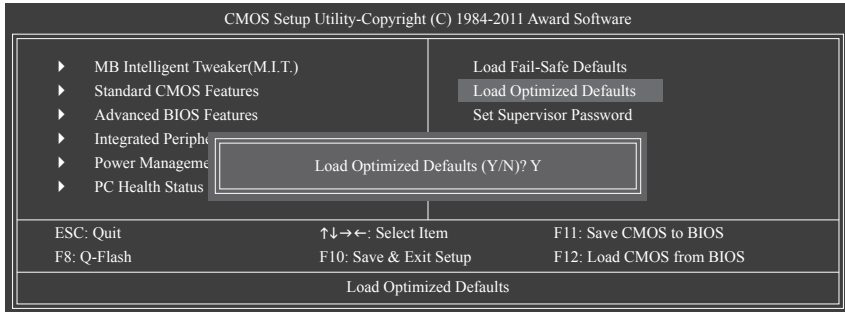 CMOS Setup Utility-Copyright (C) 1984-2011 Award Software
MB Intelligent Tweaker(M.I.T.)
Standard CMOS Features
Advanced BIOS Features
Integrated Periphe
Power Manageme
PC Health Status
Load Fail-Safe Defaults
Load Optimized Defaults
Set Supervisor Password
Load Optimized Defaults (Y/N)? Y
ESC: Quit ↑↓→←: Select Item F11: Save CMOS to BIOS
F8: Q-Flash F10: Save & Exit Setup F12: Load CMOS from BIOS
Load Optimized Defaults